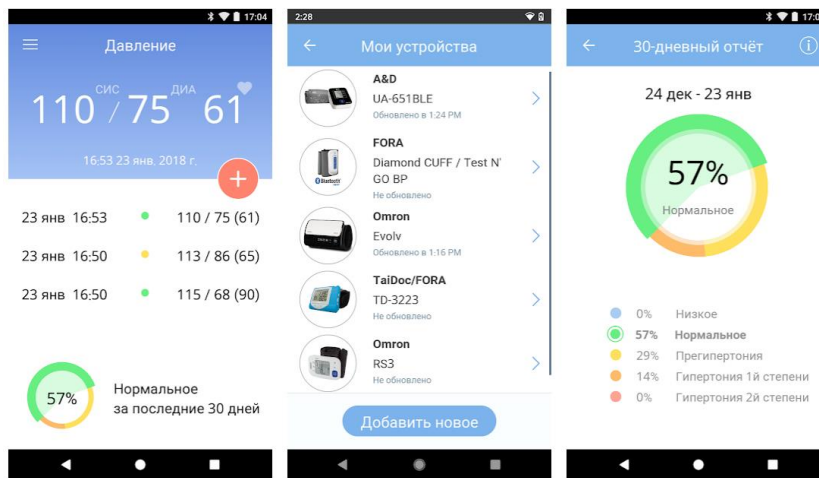 17:04
Давление
110 СИС / 75 ДИА 61
16:53 23 янв. 2018 г.
+
23 янв 16:53 110 / 75 (61)
23 янв 16:50 113 / 86 (65)
23 янв 16:50 115 / 68 (90)
57%
Нормальное
за последние 30 дней
2:28
Мои устройства
A&D
UA-651BLE
Обновлено в 1:24 PM
FORA
Diamond CUFF / Test N'
GO BP
Не обновлено
Bluetooth
Omron
Evolv
Обновлено в 1:16 PM
TaiDoc/FORA
TD-3223
Не обновлено
Omron
RS3
Не обновлено
Добавить новое
30-дневный отчёт
24 дек - 23 янв
57%
Нормальное
0% Низкое
57% Нормальное
29% Прегипертония
14% Гипертония 1й степени
0% Гипертония 2й степени